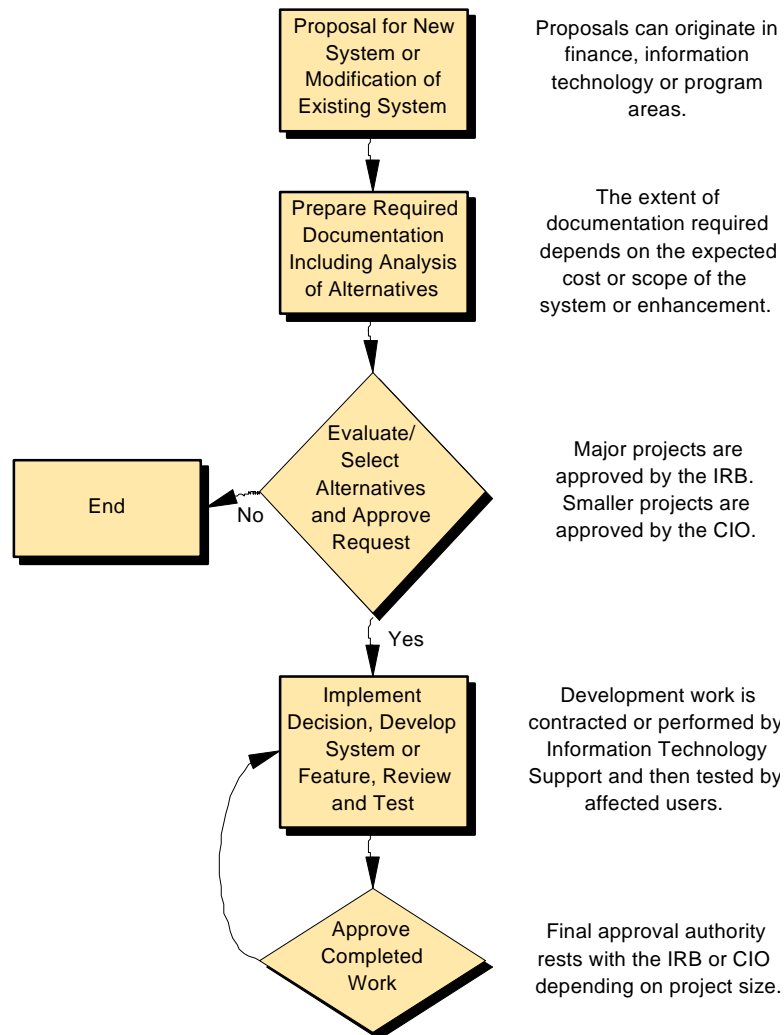 Proposal for New
System or
Modification of
Existing System
Proposals can originate in
finance, information
technology or program
areas.
Prepare Required
Documentation
Including Analysis
of Alternatives
The extent of
documentation required
depends on the expected
cost or scope of the
system or enhancement.
Evaluate/
Select
Alternatives
and Approve
Request
Major projects are
approved by the IRB.
Smaller projects are
approved by the CIO.
End
No
Yes
Implement
Decision, Develop
System or
Feature, Review
and Test
Development work is
contracted or performed by
Information Technology
Support and then tested by
affected users.
Approve
Completed
Work
Final approval authority
rests with the IRB or CIO
depending on project size.